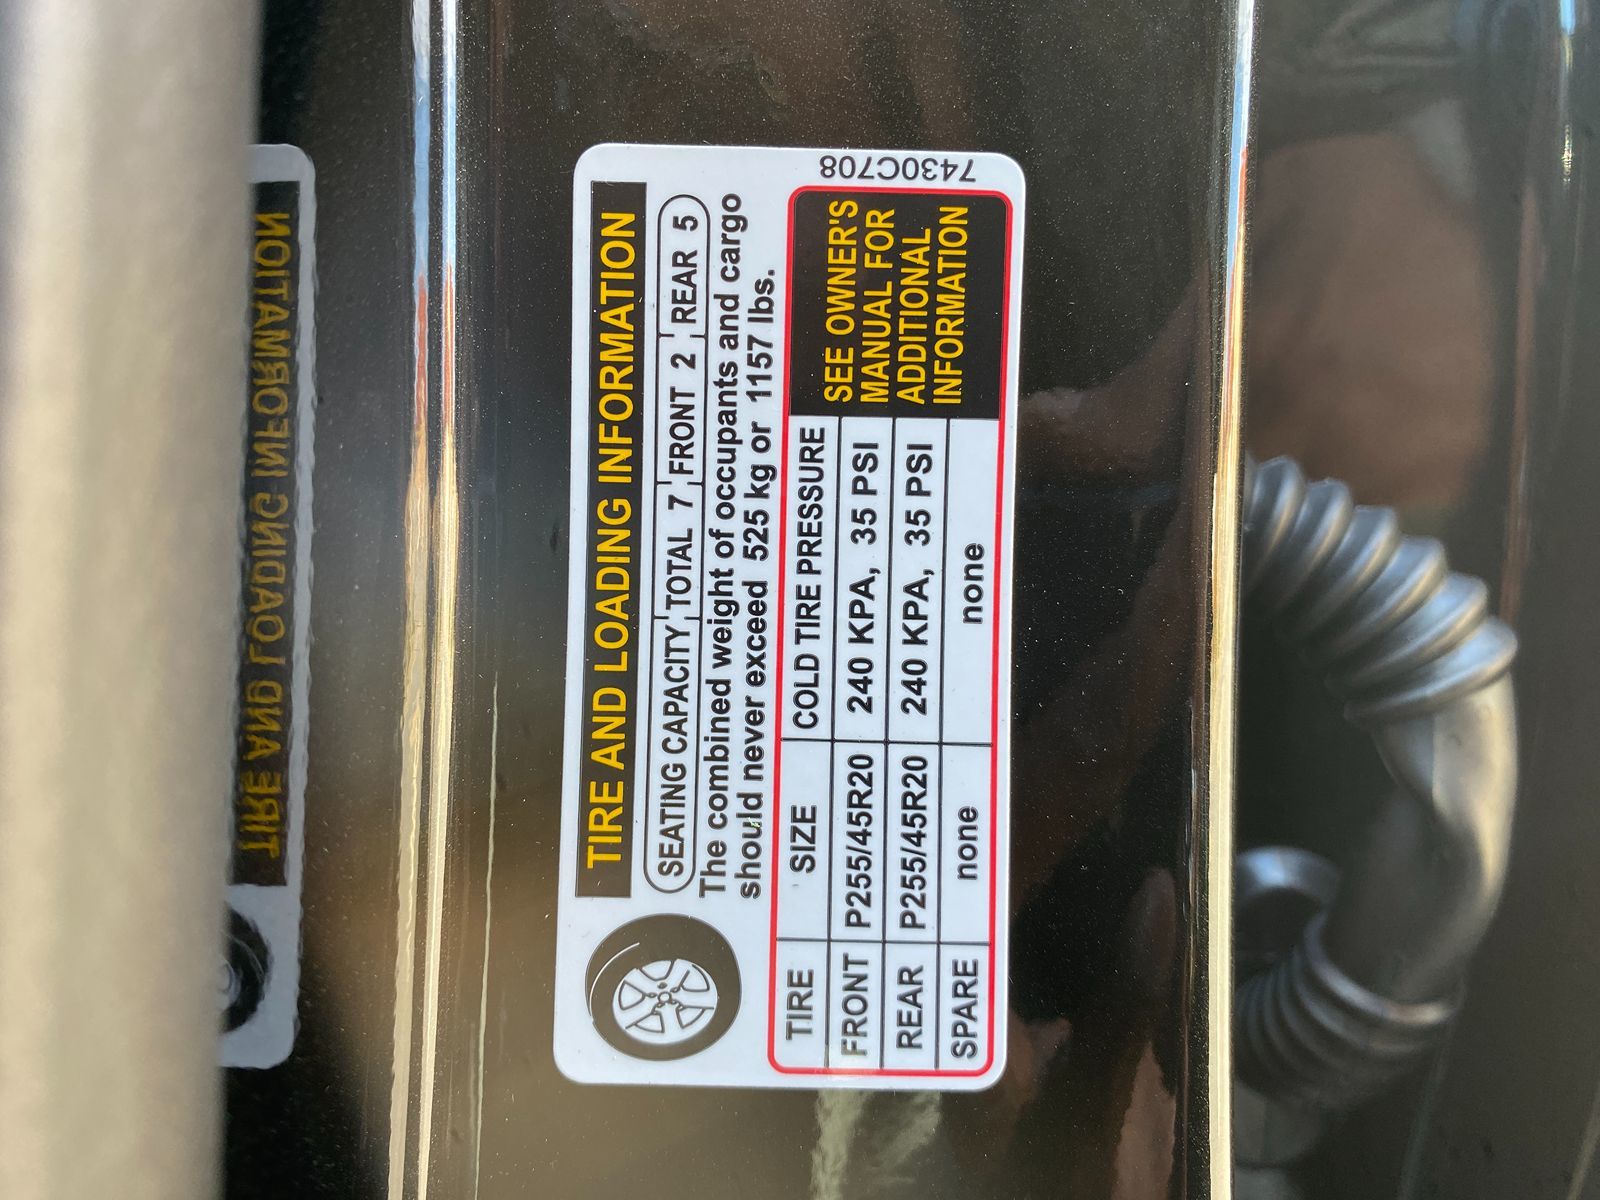 TIRE AND LOADING INFORMATION
SEATING CAPACITY TOTAL 7 FRONT 2 REAR 5
The combined weight of occupants and cargo
should never exceed 525 kg or 1157 lbs.
TIRE SIZE COLD TIRE PRESSURE
FRONT P255/45R20 240 KPA, 35 PSI
REAR P255/45R20 240 KPA, 35 PSI
SPARE none none
SEE OWNER'S
MANUAL FOR
ADDITIONAL
INFORMATION
7430C708
TIRE AND LOADING INFORMATION